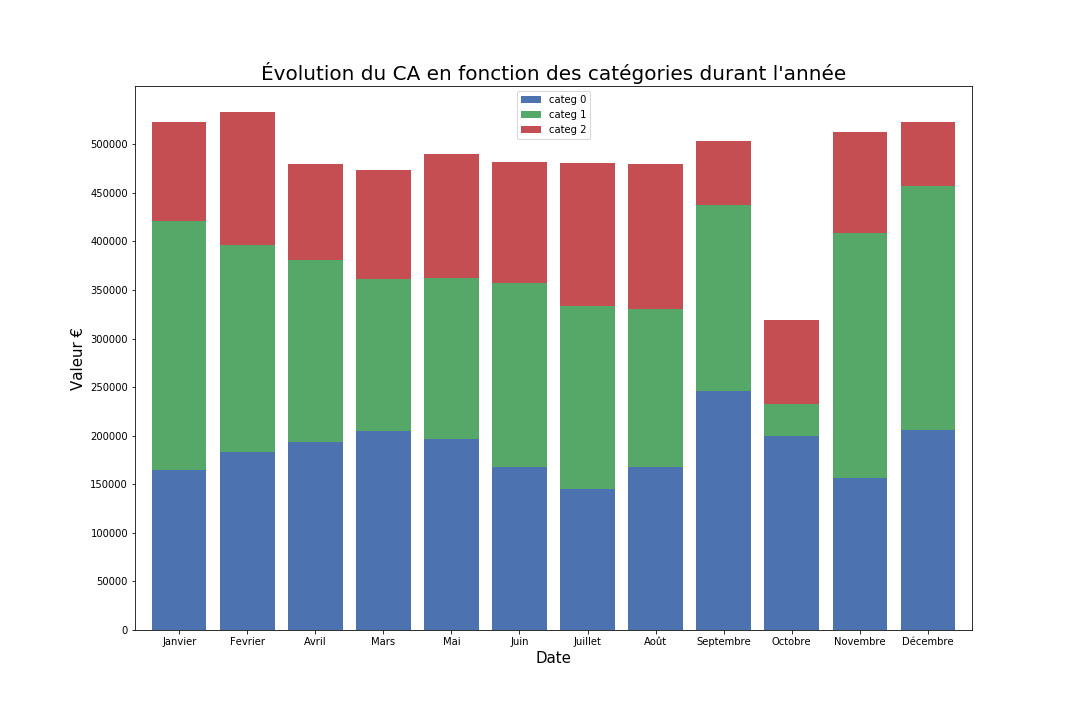 Évolution du CA en fonction des catégories durant l'année
categ 0
categ 1
categ 2
Valeur €
500000
450000
400000
350000
300000
250000
200000
150000
100000
50000
0
Janvier Fevrier Avril Mars Mai Juin Juillet Août Septembre Octobre Novembre Décembre
Date